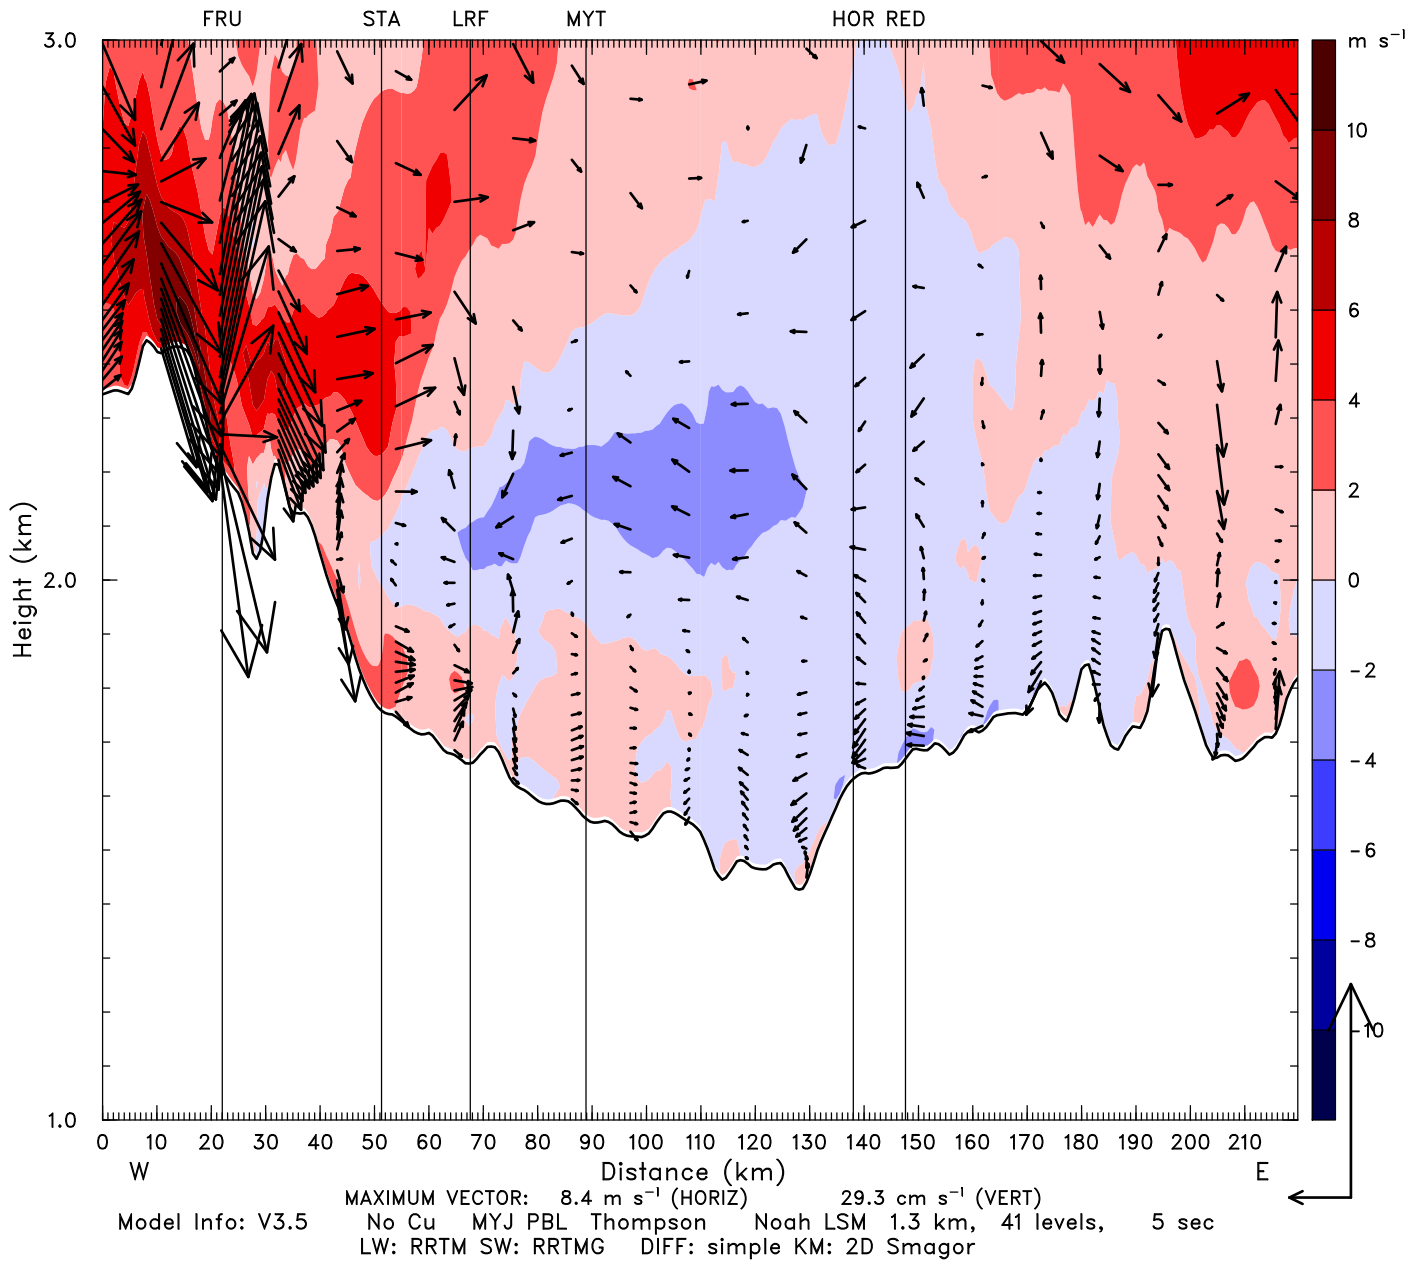 FRU STA LRF MYT HOR RED
m s⁻¹
3.0
10
8
6
4
2
2.0
0
-2
-4
-6
-8
-10
1.0
Height (km)
0 10 20 30 40 50 60 70 80 90 100 110 120 130 140 150 160 170 180 190 200 210
W Distance (km) E
MAXIMUM VECTOR: 8.4 m s⁻¹ (HORIZ) 29.3 cm s⁻¹ (VERT)
Model Info: V3.5 No Cu MYJ PBL Thompson Noah LSM 1.3 km, 41 levels, 5 sec
LW: RRTM SW: RRTMG DIFF: simple KM: 2D Smagor